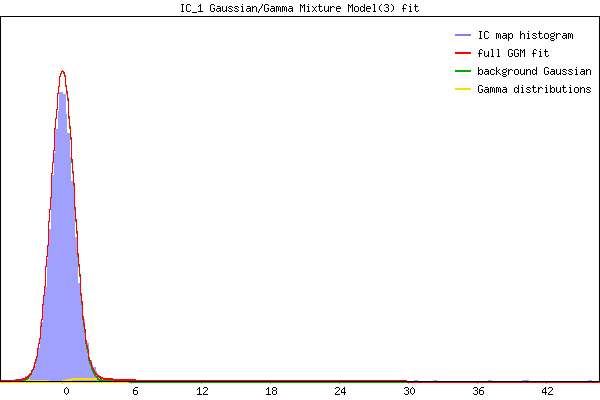 IC_1 Gaussian/Gamma Mixture Model(3) fit
IC map histogram
full GGM fit
background Gaussian
Gamma distributions
0 6 12 18 24 30 36 42